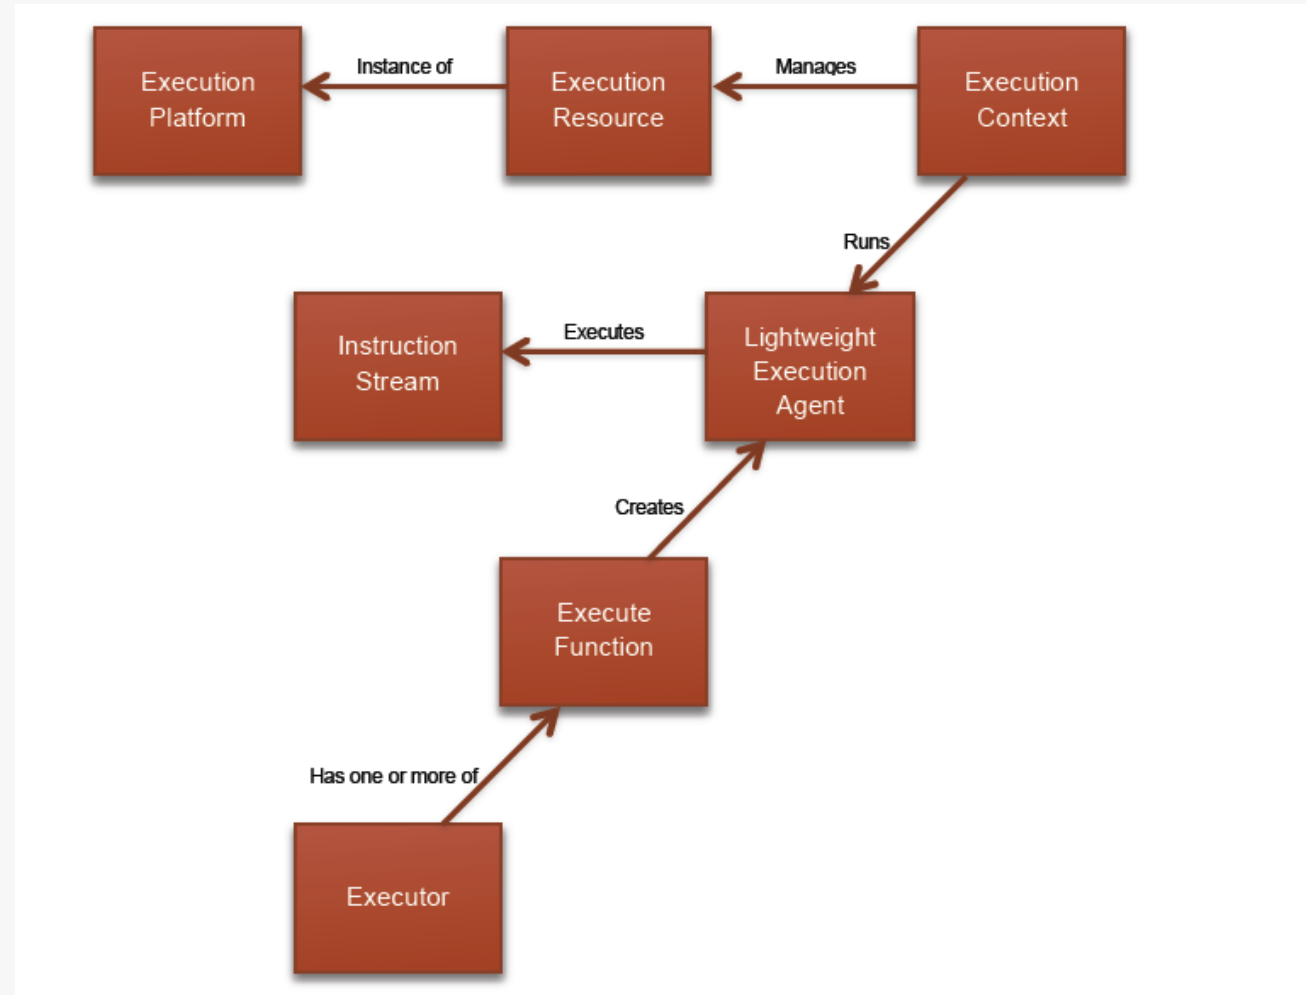 Execution
Platform
Instance of
Execution
Resource
Manages
Execution
Context
Runs
Instruction
Stream
Executes
Lightweight
Execution
Agent
Creates
Execute
Function
Has one or more of
Executor